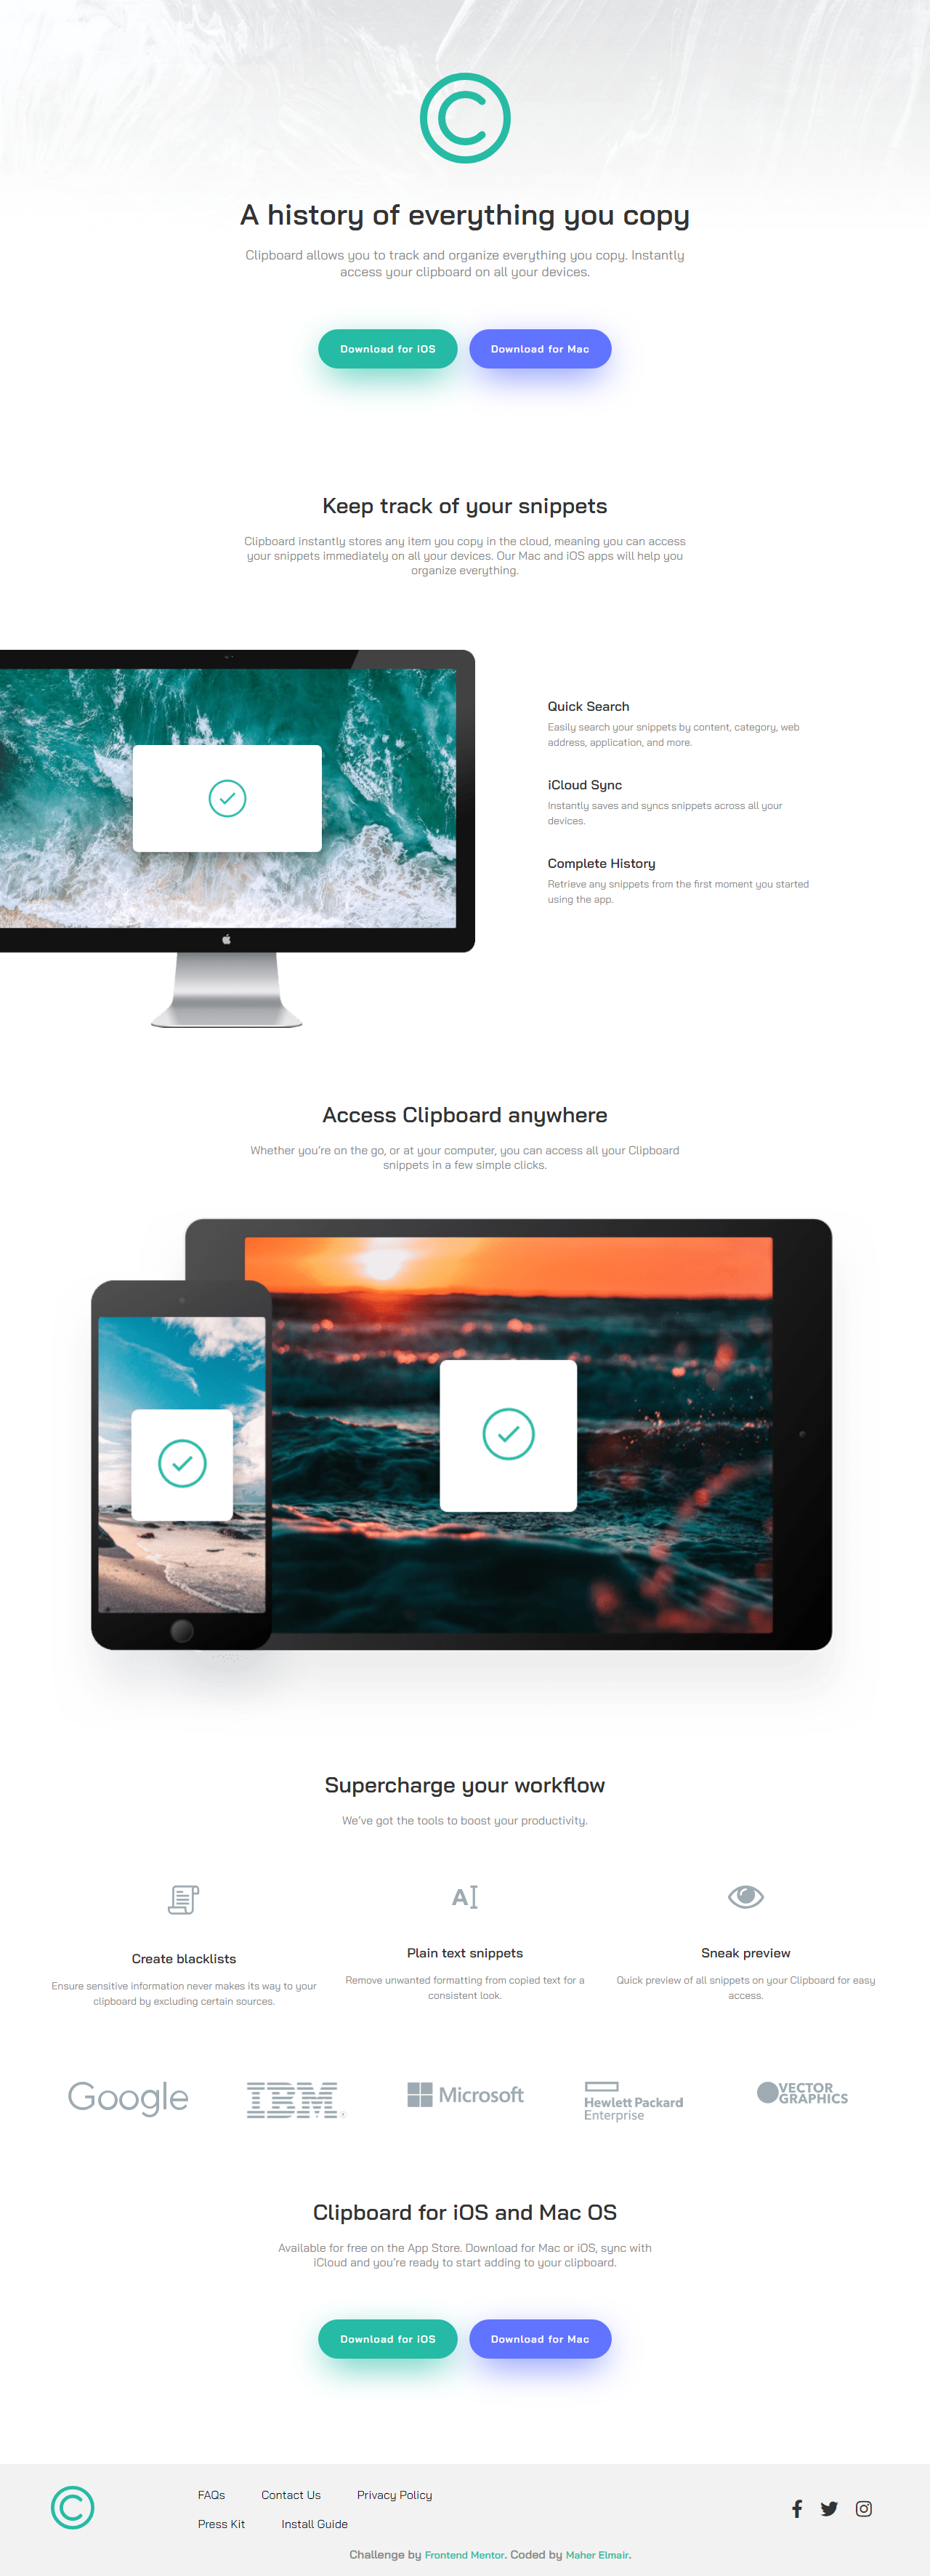 A history of everything you copy
Clipboard allows you to track and organize everything you copy. Instantly
access your clipboard on all your devices.
Download for iOS
Download for Mac
Keep track of your snippets
Clipboard instantly stores any item you copy in the cloud, meaning you can access
your snippets immediately on all your devices. Our Mac and iOS apps will help you
organize everything.
Quick Search
Easily search your snippets by content, category, web
address, application, and more.
iCloud Sync
Instantly saves and syncs snippets across all your
devices.
Complete History
Retrieve any snippets from the first moment you started
using the app.
Access Clipboard anywhere
Whether you're on the go, or at your computer, you can access all your Clipboard
snippets in a few simple clicks.
Supercharge your workflow
We've got the tools to boost your productivity.
Create blacklists
Ensure sensitive information never makes its way to your
clipboard by excluding certain sources.
Plain text snippets
Remove unwanted formatting from copied text for a
consistent look.
Sneak preview
Quick preview of all snippets on your Clipboard for easy
access.
Google
IBM
Microsoft
Hewlett Packard
Enterprise
VECTOR
GRAPHICS
Clipboard for iOS and Mac OS
Available for free on the App Store. Download for Mac or iOS, sync with
iCloud and you're ready to start adding to your clipboard.
Download for iOS
Download for Mac
FAQs
Contact Us
Privacy Policy
Press Kit
Install Guide
Challenge by Frontend Mentor. Coded by Maher Elmair.